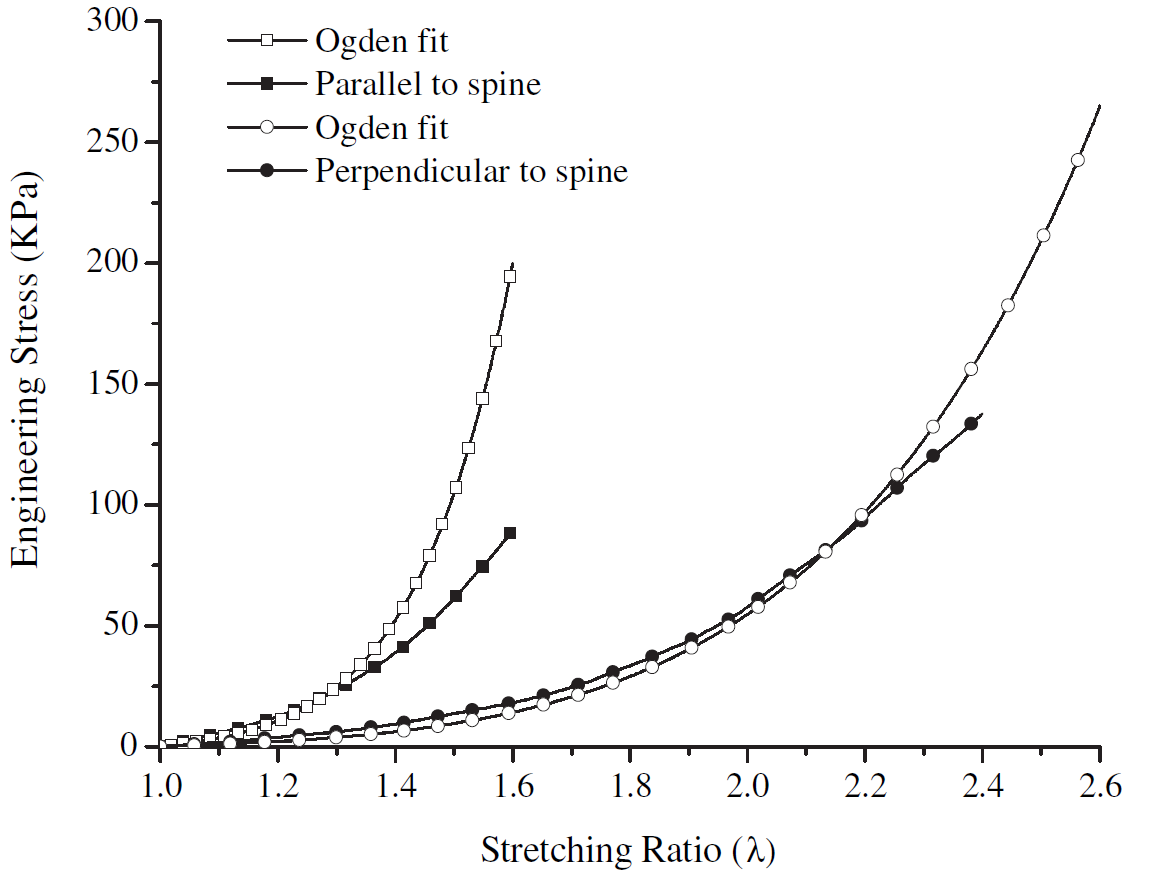 300
250
200
150
100
50
0
Engineering Stress (KPa)
Ogden fit
Parallel to spine
Ogden fit
Perpendicular to spine
1.0 1.2 1.4 1.6 1.8 2.0 2.2 2.4 2.6
Stretching Ratio (λ)